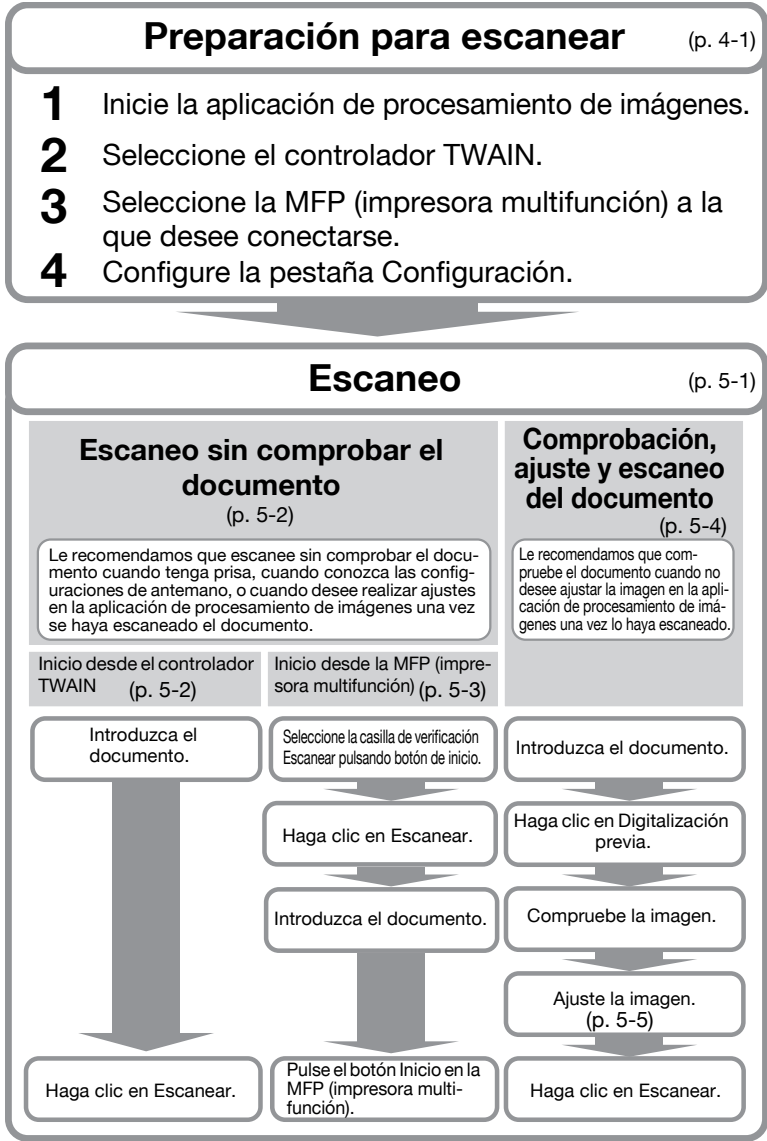 Preparación para escanear (p. 4-1)
1 Inicie la aplicación de procesamiento de imágenes.
2 Seleccione el controlador TWAIN.
3 Seleccione la MFP (impresora multifunción) a la
que desee conectarse.
4 Configure la pestaña Configuración.
Escaneo (p. 5-1)
Escaneo sin comprobar el
documento
(p. 5-2)
Le recomendamos que escanee sin comprobar el docu-
mento cuando tenga prisa, cuando conozca las config-
uraciones de antemano, o cuando desee realizar ajustes
en la aplicación de procesamiento de imágenes una vez
se haya escaneado el documento.
Inicio desde el controlador
TWAIN (p. 5-2)
Introduzca el
documento.
Haga clic en Escanear.
Inicio desde la MFP (impre-
sora multifunción) (p. 5-3)
Seleccione la casilla de verificación
Escanear pulsando botón de inicio.
Haga clic en Escanear.
Introduzca el documento.
Pulse el botón Inicio en la
MFP (impresora multi-
función).
Comprobación,
ajuste y escaneo
del documento
(p. 5-4)
Le recomendamos que com-
pruebe el documento cuando no
desee ajustar la imagen en la apli-
cación de procesamiento de imá-
genes una vez lo haya escaneado.
Introduzca el documento.
Haga clic en Digitalización
previa.
Compruebe la imagen.
Ajuste la imagen.
(p. 5-5)
Haga clic en Escanear.